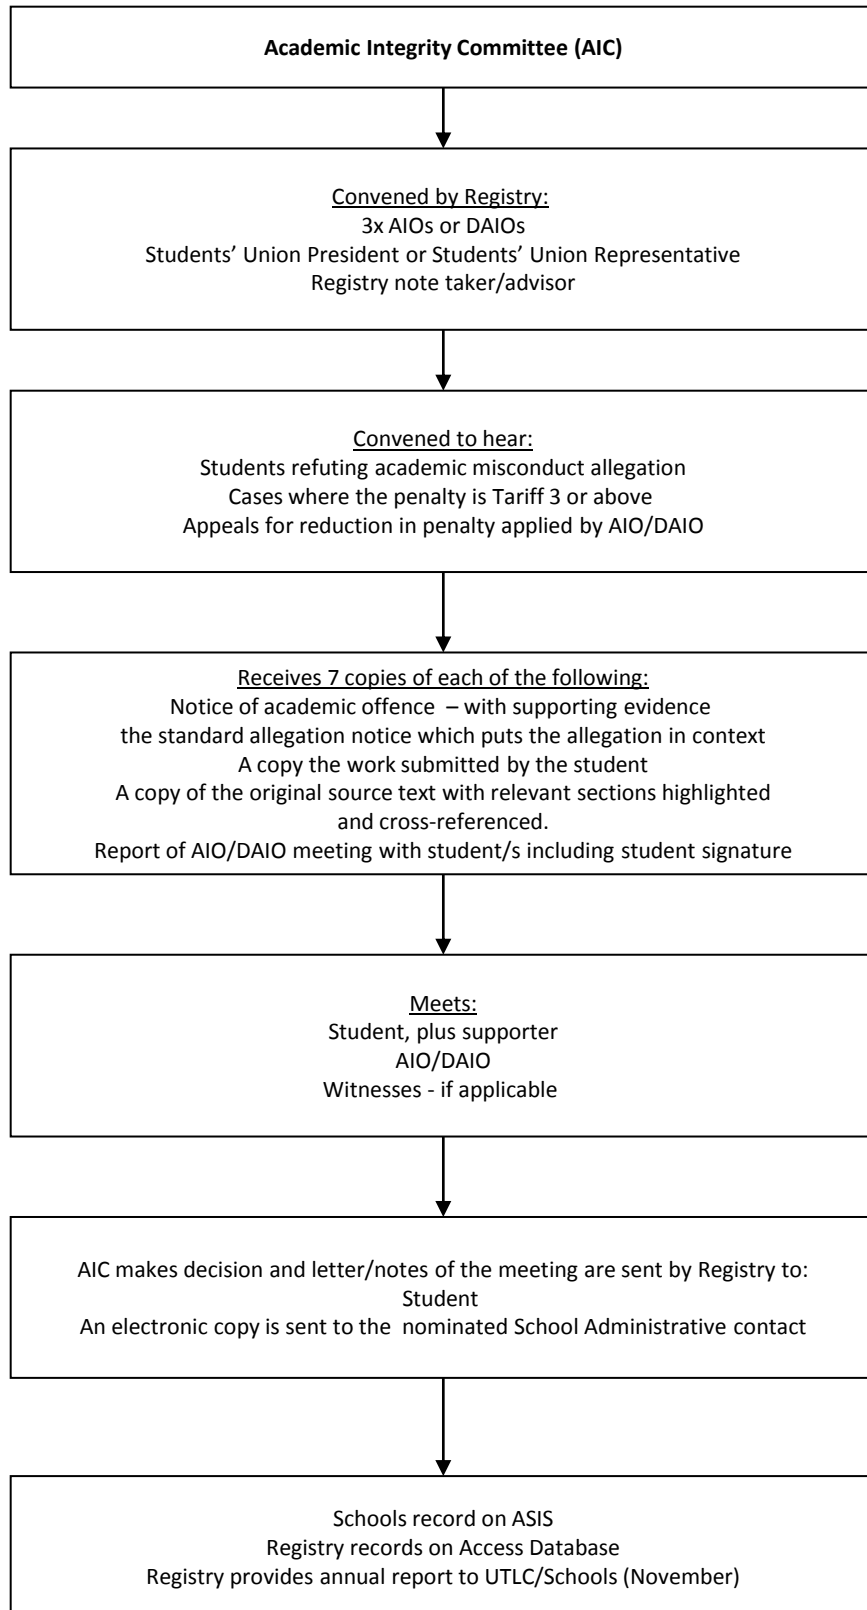 Academic Integrity Committee (AIC)
Convened by Registry:
3x AIOs or DAIOs
Students’ Union President or Students’ Union Representative
Registry note taker/advisor
Convened to hear:
Students refuting academic misconduct allegation
Cases where the penalty is Tariff 3 or above
Appeals for reduction in penalty applied by AIO/DAIO
Receives 7 copies of each of the following:
Notice of academic offence – with supporting evidence
the standard allegation notice which puts the allegation in context
A copy the work submitted by the student
A copy of the original source text with relevant sections highlighted
and cross-referenced.
Report of AIO/DAIO meeting with student/s including student signature
Meets:
Student, plus supporter
AIO/DAIO
Witnesses - if applicable
AIC makes decision and letter/notes of the meeting are sent by Registry to:
Student
An electronic copy is sent to the nominated School Administrative contact
Schools record on ASIS
Registry records on Access Database
Registry provides annual report to UTLC/Schools (November)